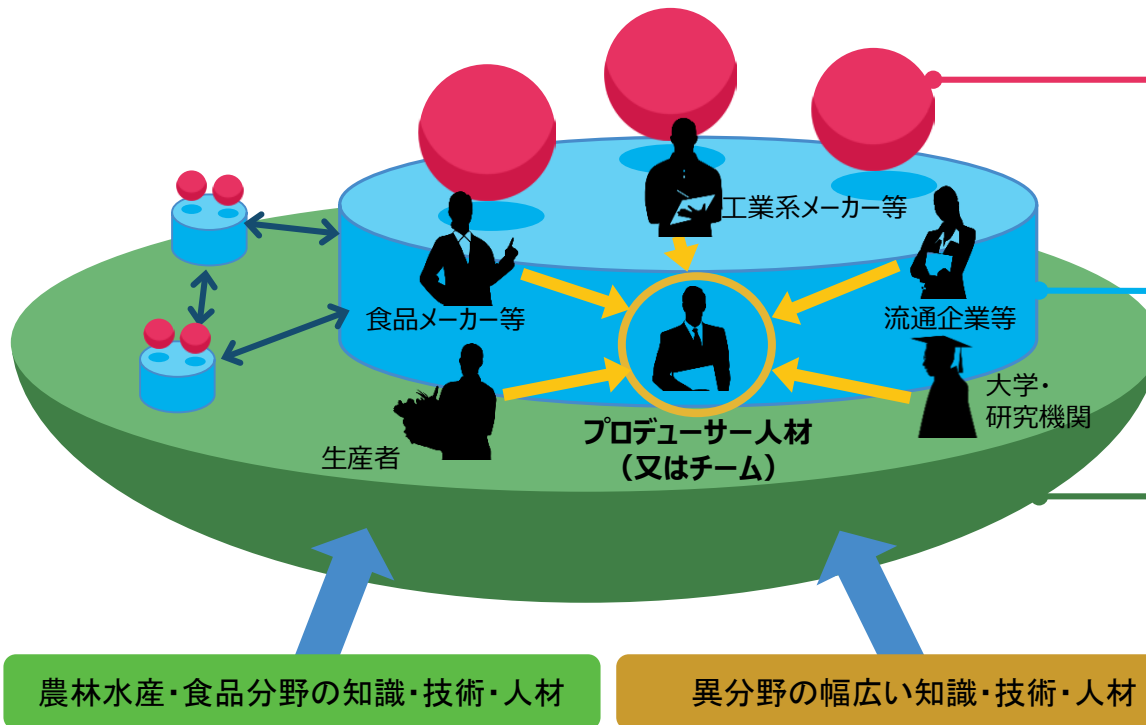 工業系メーカー等
食品メーカー等
流通企業等
大学・
研究機関
生産者
プロデューサー人材
(又はチーム)
農林水産・食品分野の知識・技術・人材
異分野の幅広い知識・技術・人材